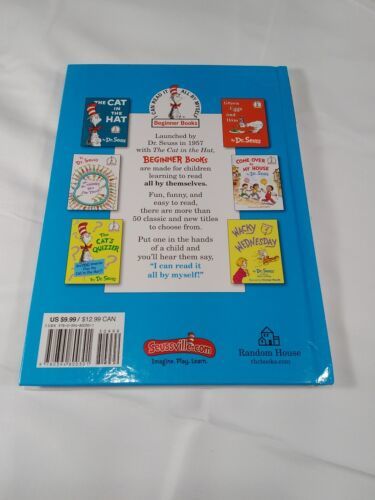 I CAN READ IT ALL BY MYSELF
Beginner Books
Launched by
Dr. Seuss in 1957
with The Cat in the Hat,
BEGINNER BOOKS
are made for children
learning to read
all by themselves.
Fun, funny, and
easy to read,
there are more than
50 classic and new titles
to choose from.
Put one in the hands
of a child and
you'll hear them say,
"I can read it
all by myself!"
THE CAT
IN THE
HAT
By Dr. Seuss
Green
Eggs
and
Ham
By Dr. Seuss
By Dr. Seuss
COME OVER
TO
MY HOUSE
By Dr. Seuss
The
CAT'S
QUIZZER
By Dr. Seuss
WACKY
WEDNESDAY
By Dr. Seuss
US $9.99 / $12.99 CAN
Seussville.com
Imagine. Play. Learn.
Random House
rhcbooks.com